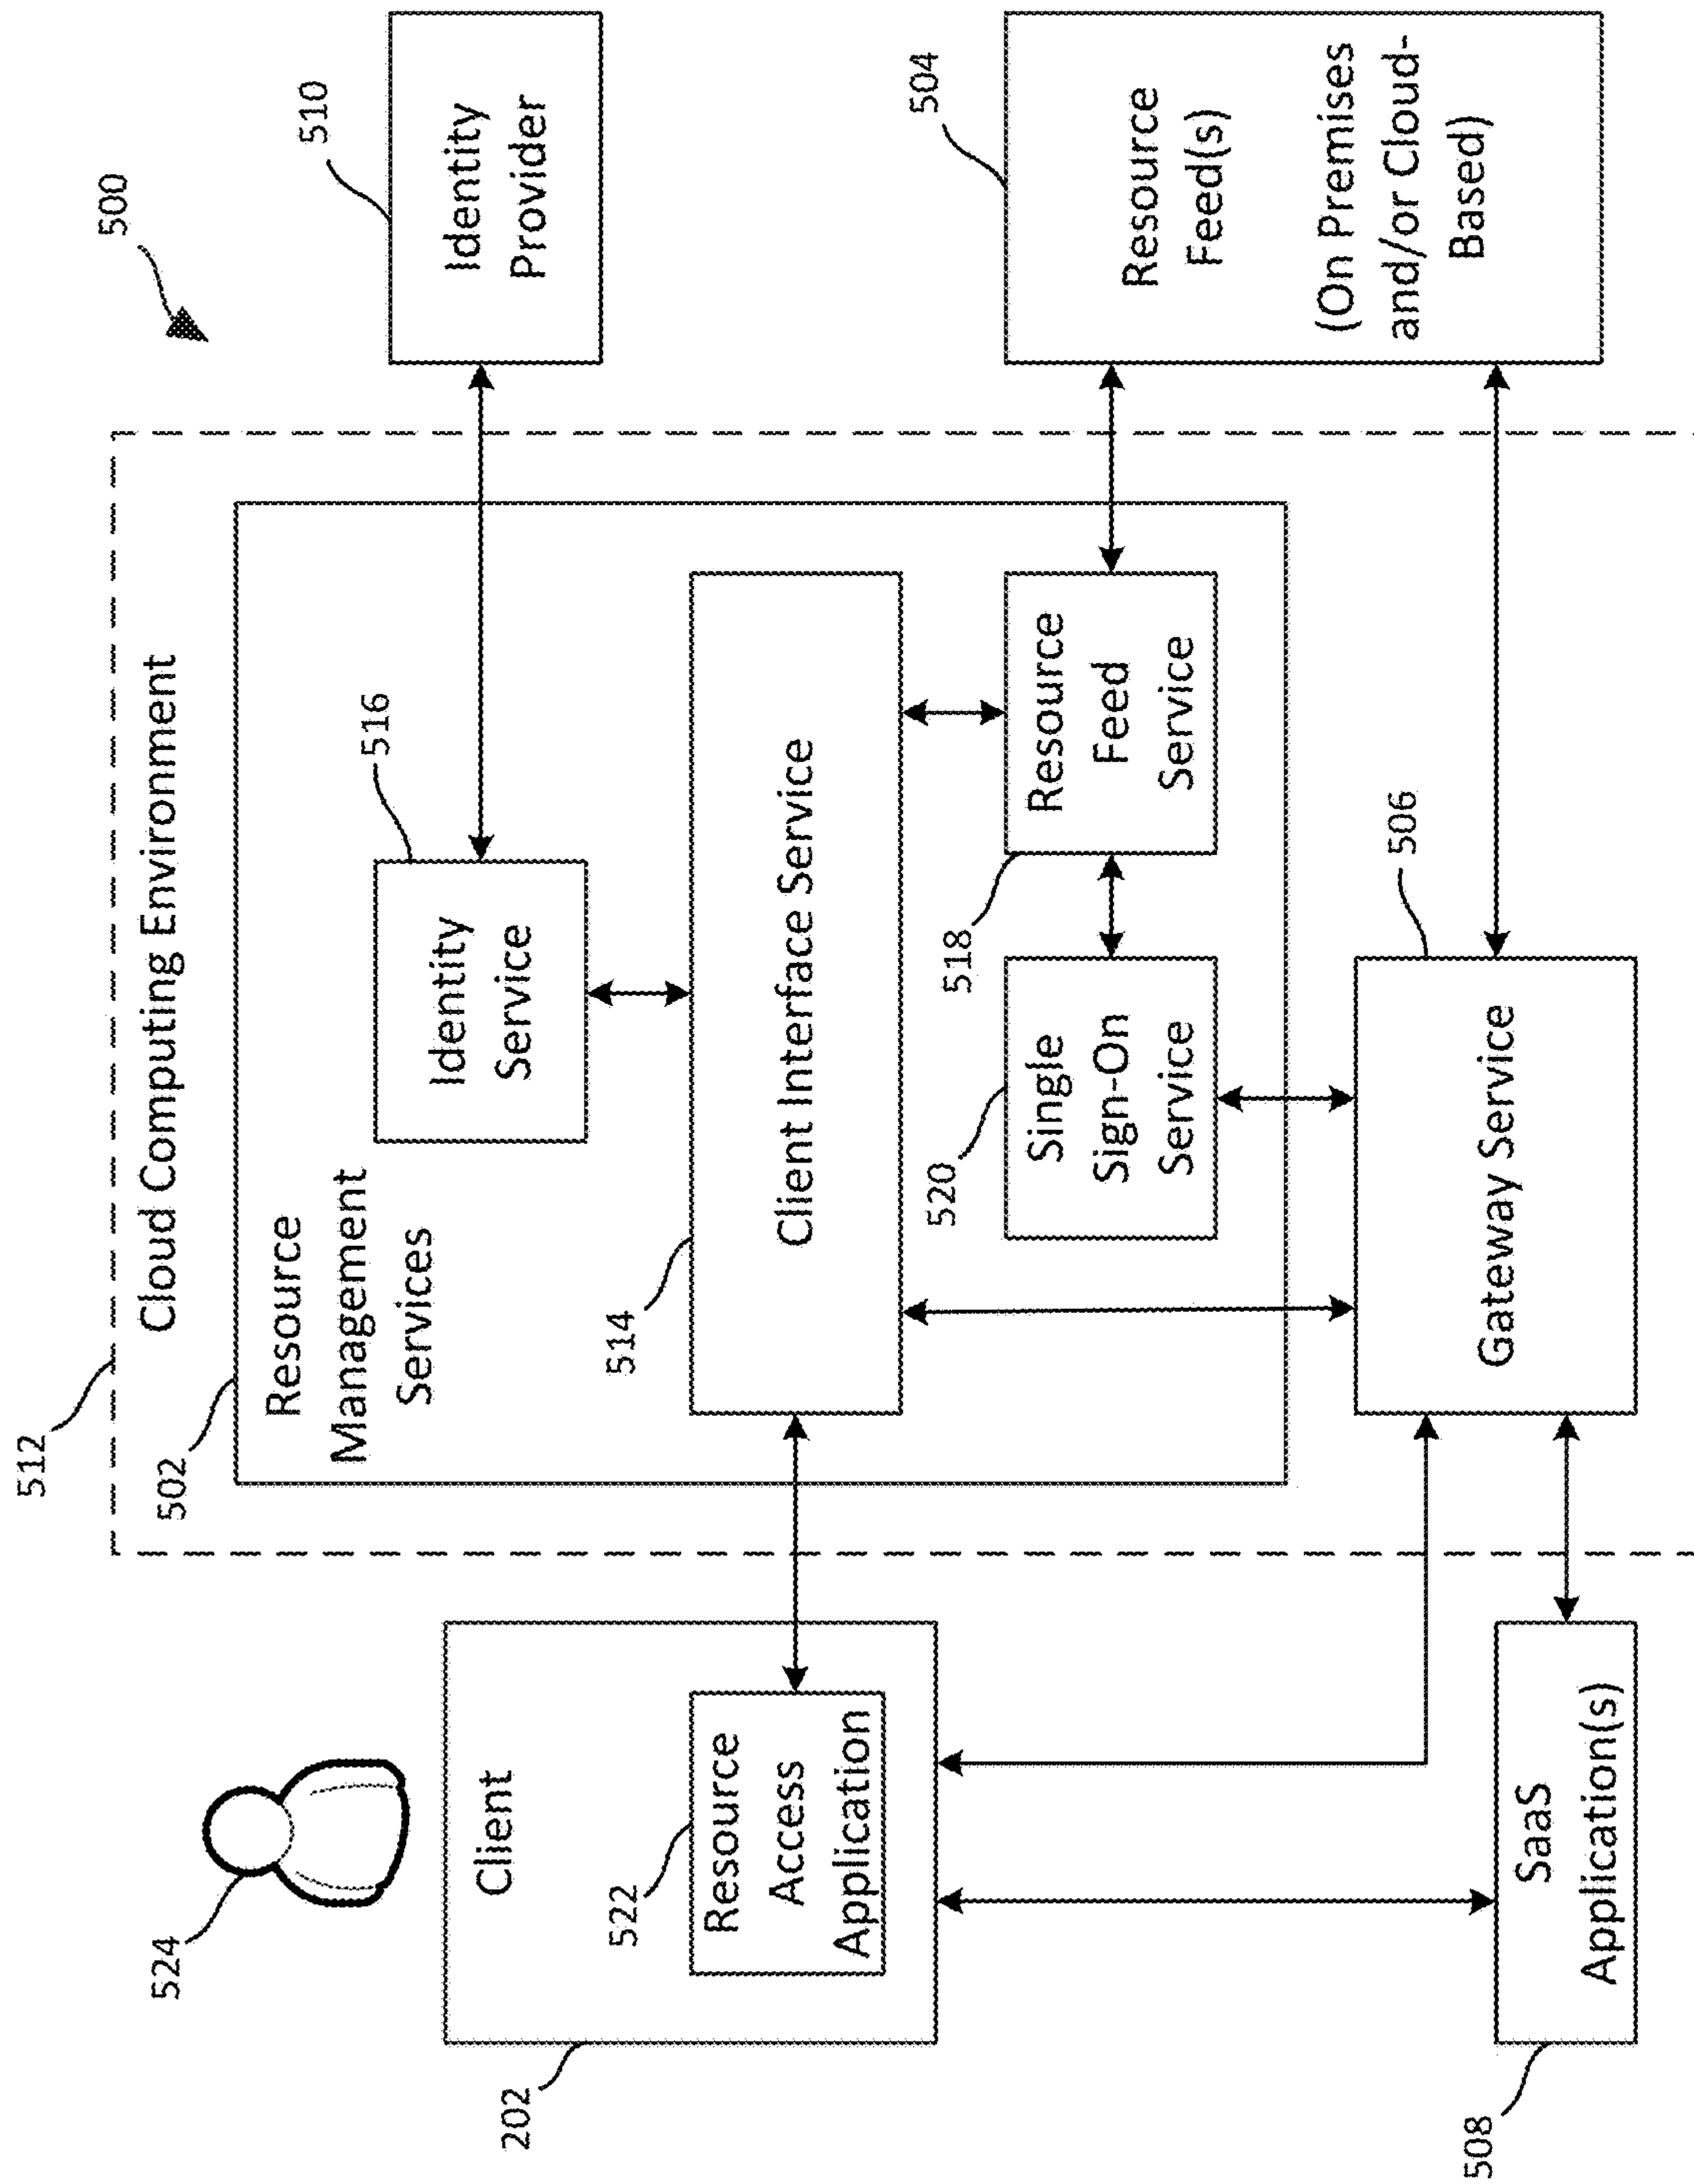 500
512
Cloud Computing Environment
502
Resource
Management
Services
516
Identity
Service
510
Identity
Provider
524
Client
202
522
Resource
Access
Application
514
Client Interface Service
504
Resource
Feed(s)
(On Premises
and/or Cloud-
Based)
520
Single
Sign-On
Service
518
Resource
Feed
Service
506
Gateway Service
508
SaaS
Application(s)